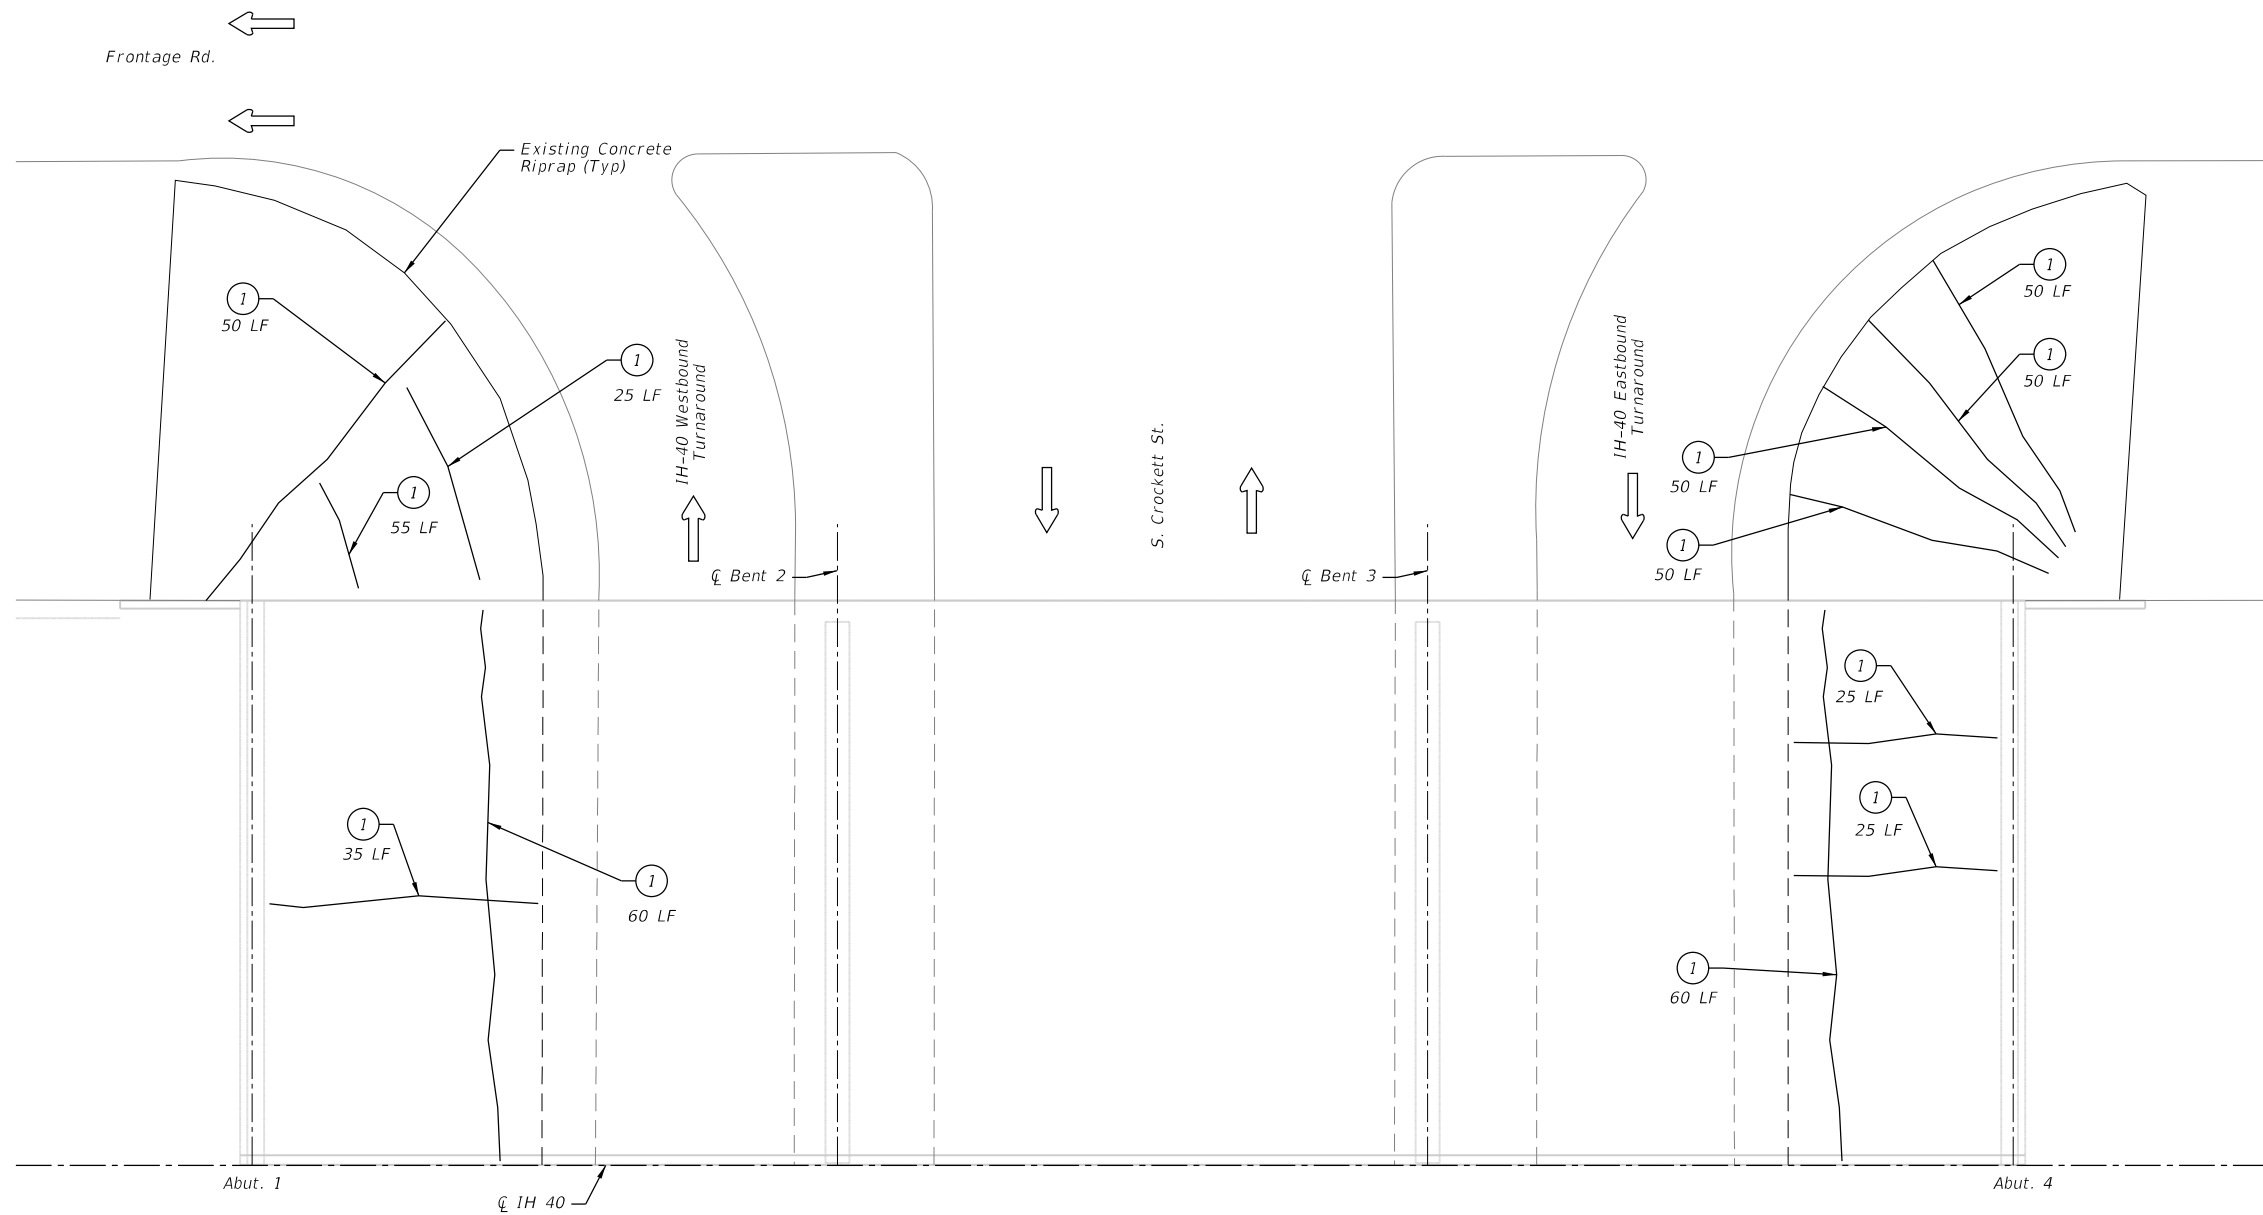 Frontage Rd.
Existing Concrete
Riprap (Typ)
1
50 LF
1
25 LF
1
55 LF
IH-40 Westbound
Turnaround
℄ Bent 2
S. Crockett St.
℄ Bent 3
IH-40 Eastbound
Turnaround
1
50 LF
1
50 LF
1
50 LF
1
50 LF
1
35 LF
1
60 LF
1
25 LF
1
25 LF
1
60 LF
Abut. 1
℄ IH 40
Abut. 4